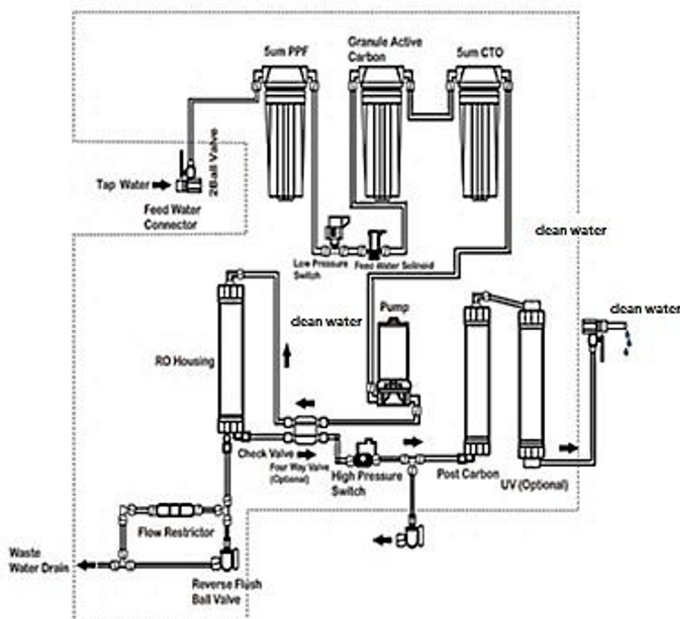 5um PPF
Granule Active
Carbon
5um CTO
2Ball Valve
Tap Water
Feed Water
Connector
clean water
Low Pressure
Switch
Feed Water Solinoid
clean water
Pump
clean water
RO Housing
Check Valve
Four Way Valve
(Optional)
High Pressure
Switch
Post Carbon
UV (Optional)
Flow Restrictor
Waste
Water Drain
Reverse Flush
Ball Valve